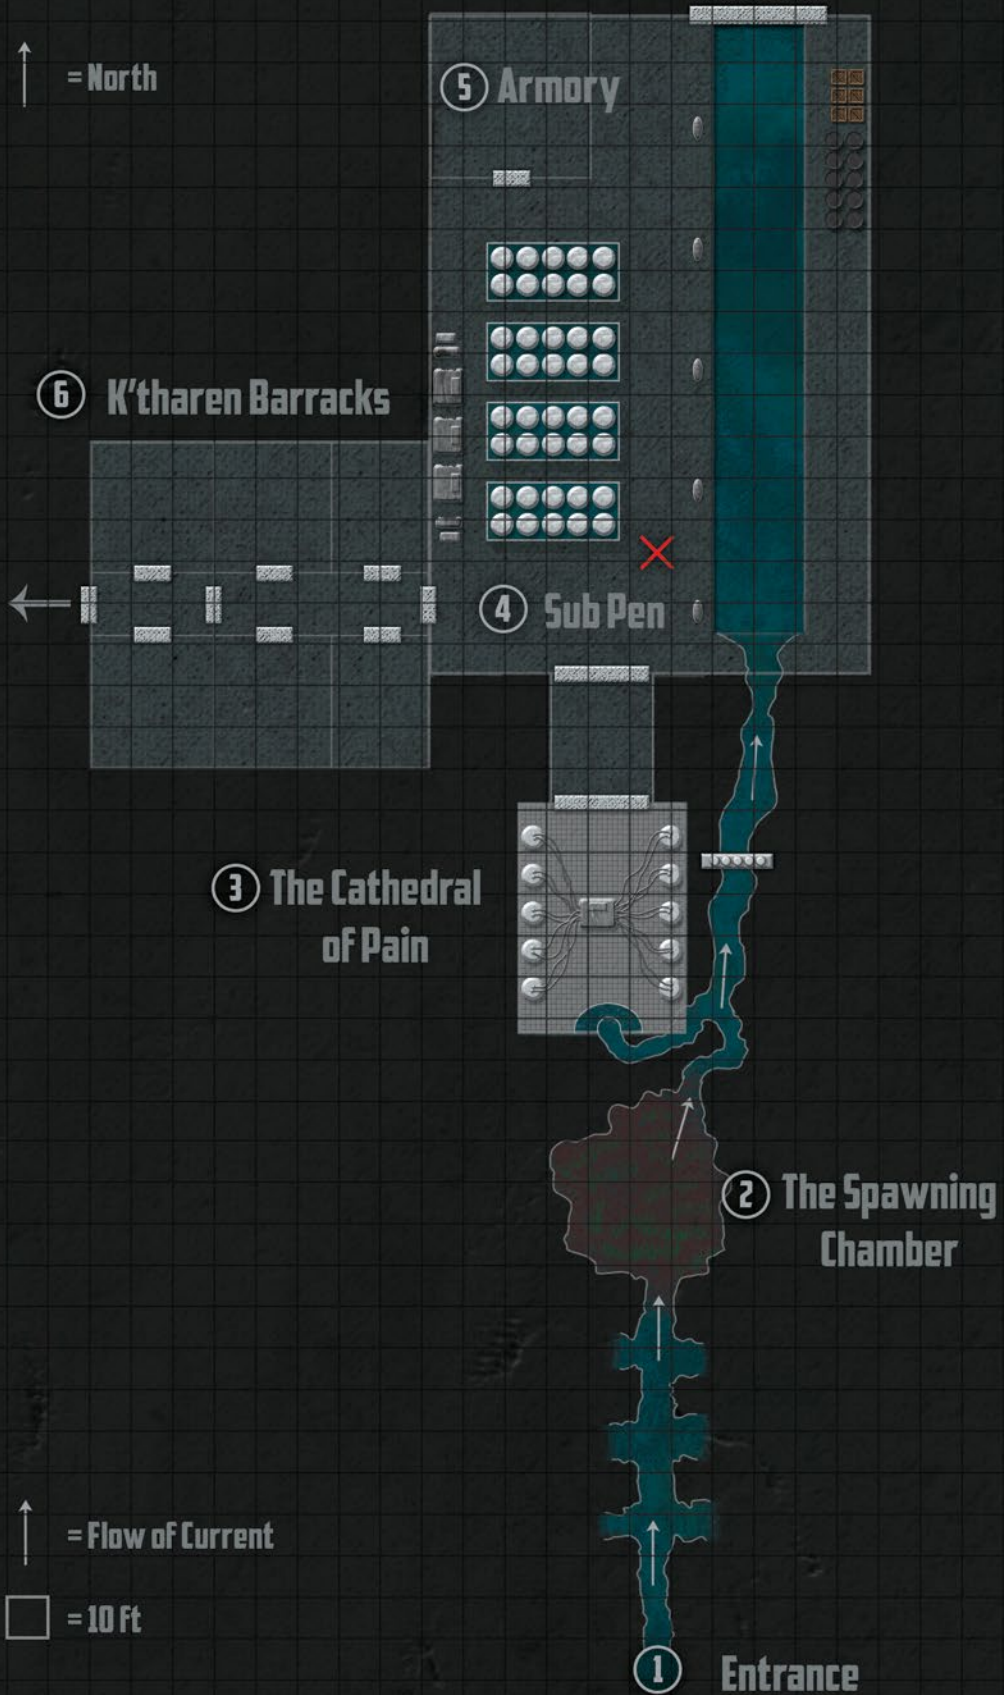 = North
5 Armory
6 K'tharen Barracks
4 Sub Pen
3 The Cathedral
of Pain
2 The Spawning
Chamber
= Flow of Current
= 10 Ft
1 Entrance